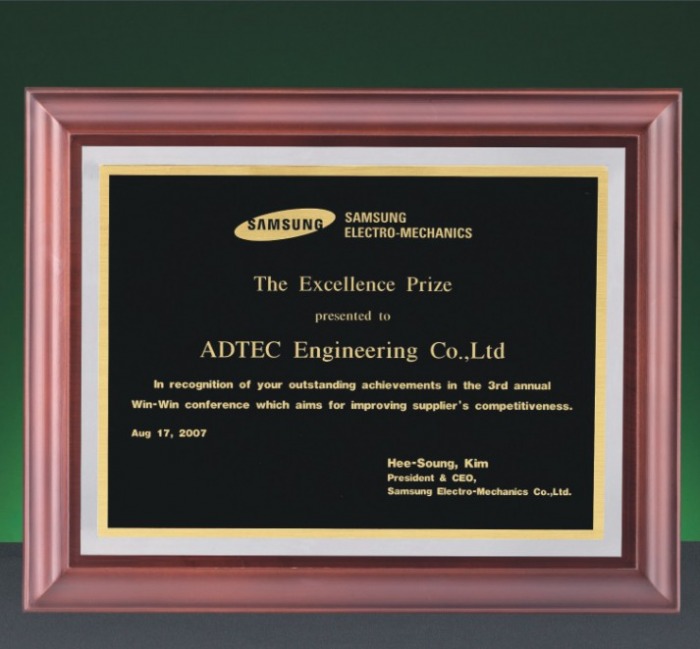 SAMSUNG
SAMSUNG
ELECTRO-MECHANICS
The Excellence Prize
presented to
ADTEC Engineering Co.,Ltd
In recognition of your outstanding achievements in the 3rd annual
Win-Win conference which aims for improving supplier's competitiveness.
Aug 17, 2007
Hee-Soung, Kim
President & CEO,
Samsung Electro-Mechanics Co.,Ltd.